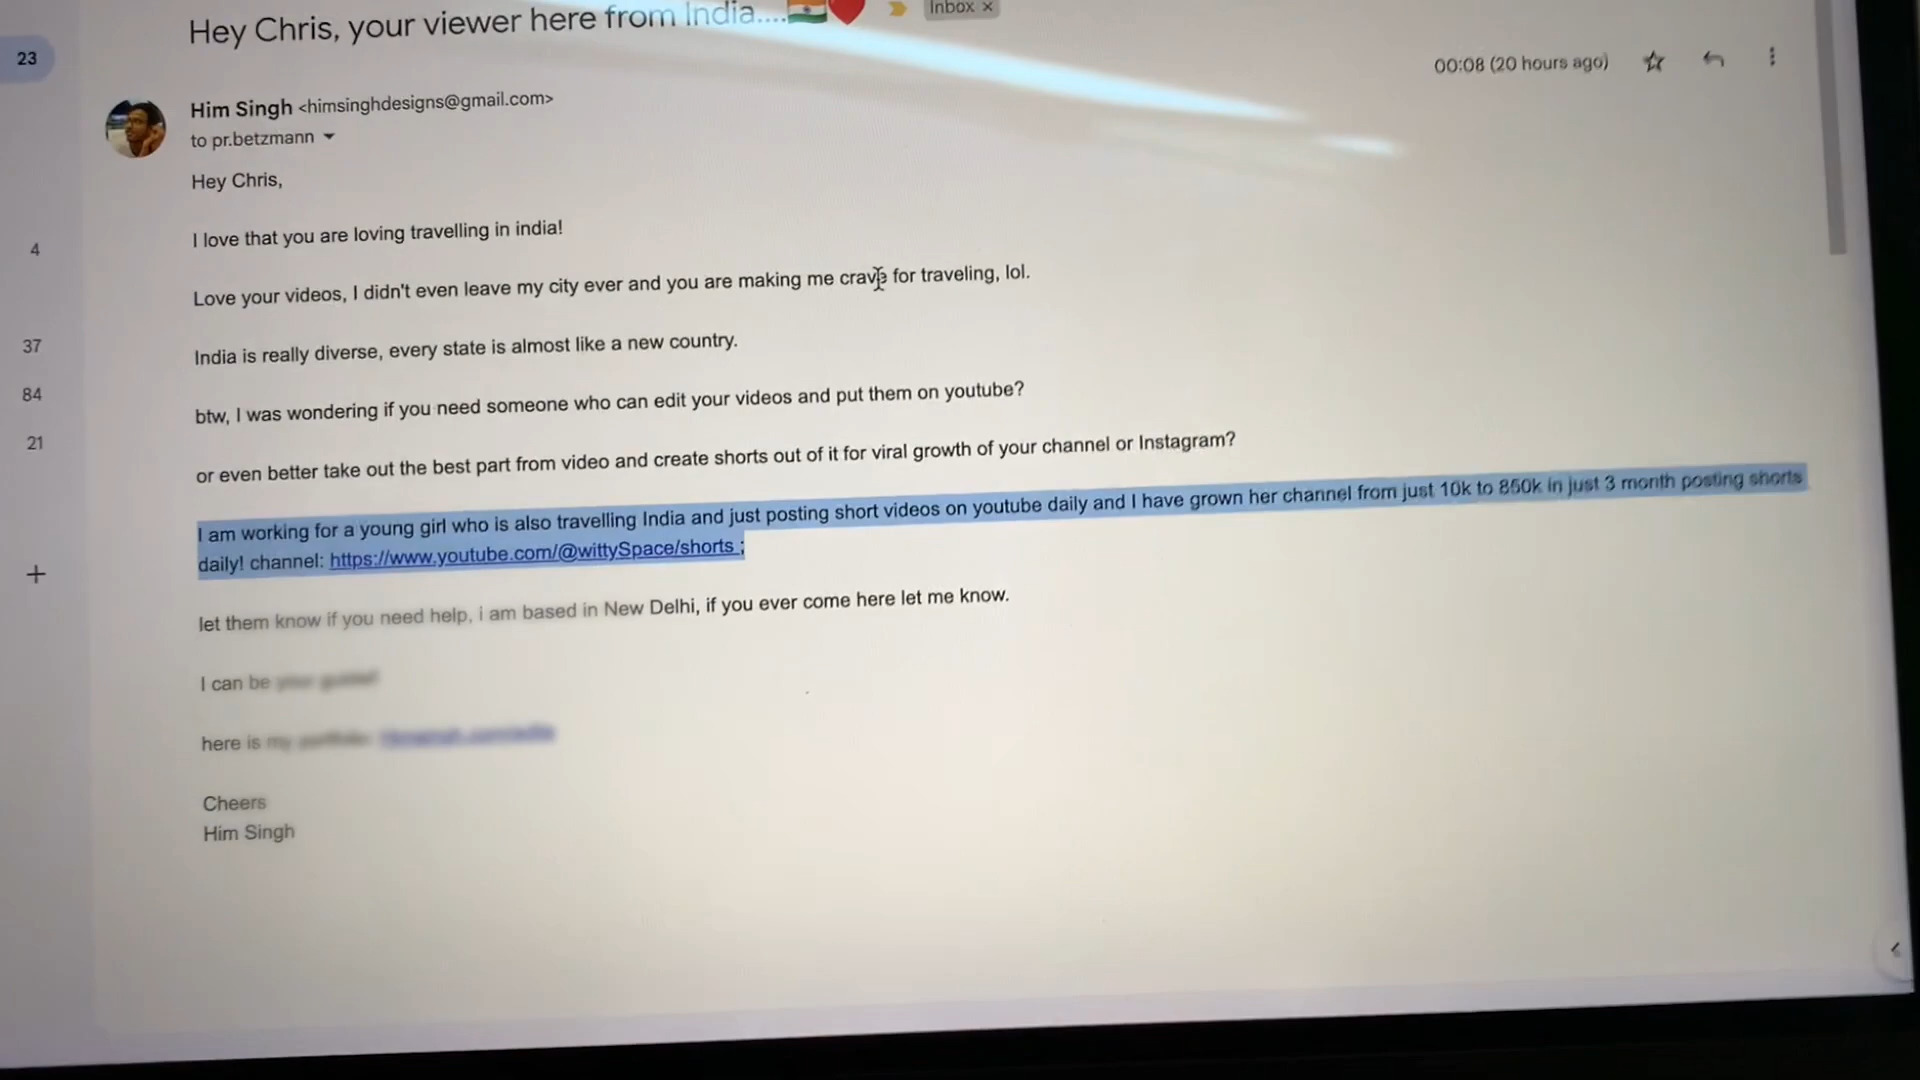 Hey Chris, your viewer here from India....
Inbox ×
23
00:08 (20 hours ago)
Him Singh <himsinghdesigns@gmail.com>
to pr.betzmann
Hey Chris,
I love that you are loving travelling in india!
4
Love your videos, I didn't even leave my city ever and you are making me crave for traveling, lol.
India is really diverse, every state is almost like a new country.
37
btw, I was wondering if you need someone who can edit your videos and put them on youtube?
84
or even better take out the best part from video and create shorts out of it for viral growth of your channel or Instagram?
21
I am working for a young girl who is also travelling India and just posting short videos on youtube daily and I have grown her channel from just 10k to 850k in just 3 month posting shorts
daily! channel: https://www.youtube.com/@wittySpace/shorts ;
let them know if you need help, i am based in New Delhi, if you ever come here let me know.
I can be
here is my
Cheers
Him Singh